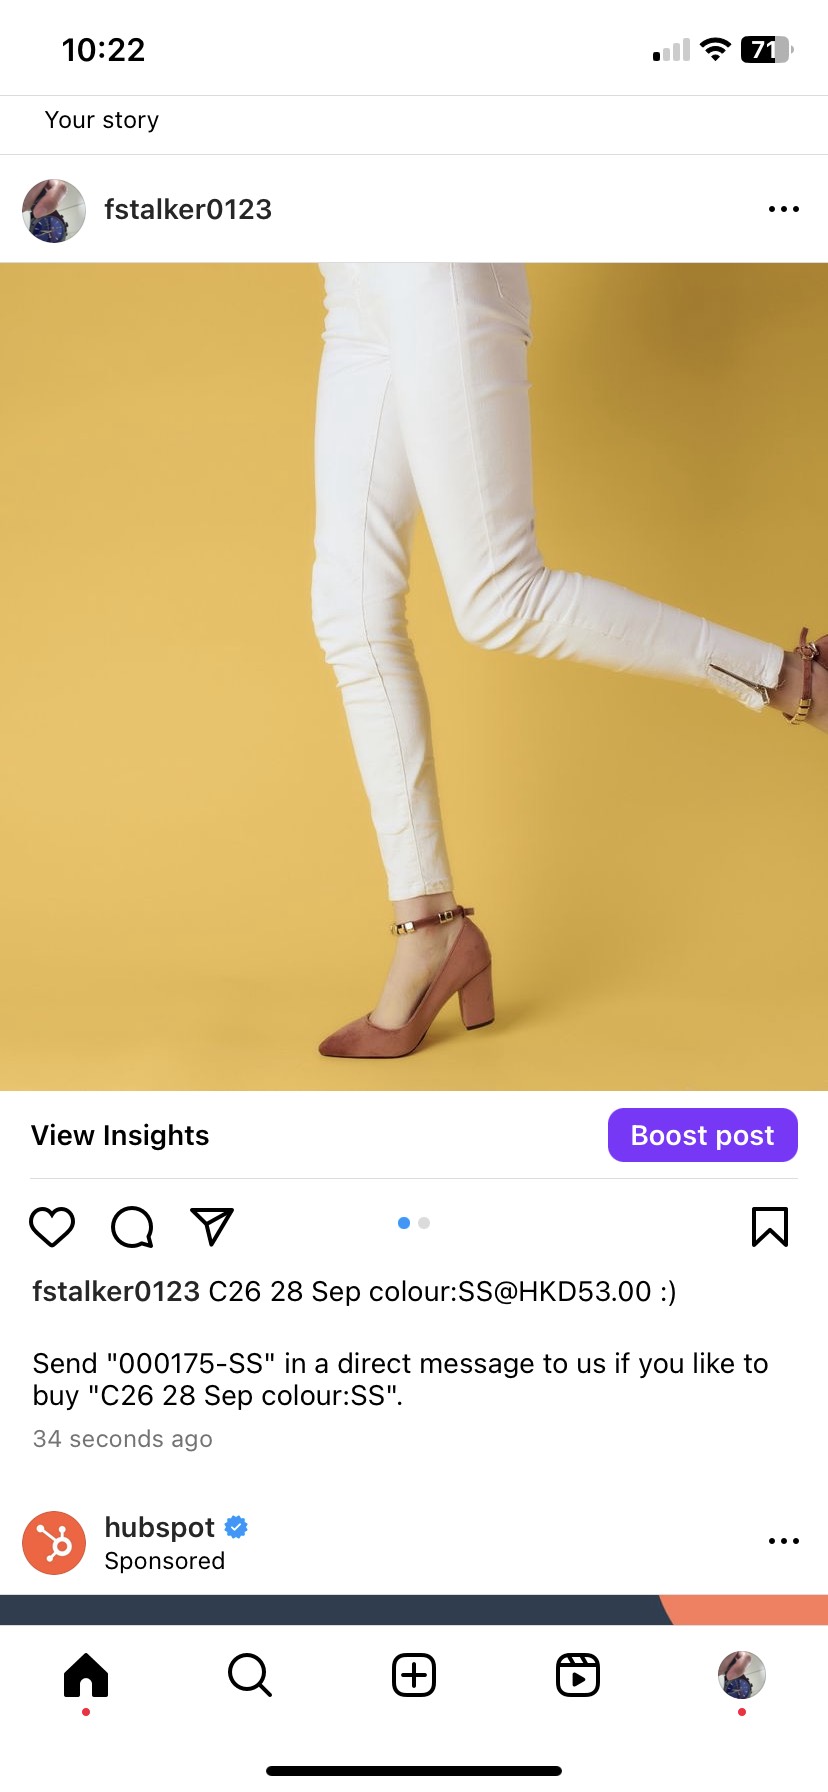 10:22
71
Your story
fstalker0123
View Insights
Boost post
fstalker0123 C26 28 Sep colour:SS@HKD53.00 :)
Send "000175-SS" in a direct message to us if you like to
buy "C26 28 Sep colour:SS".
34 seconds ago
hubspot
Sponsored